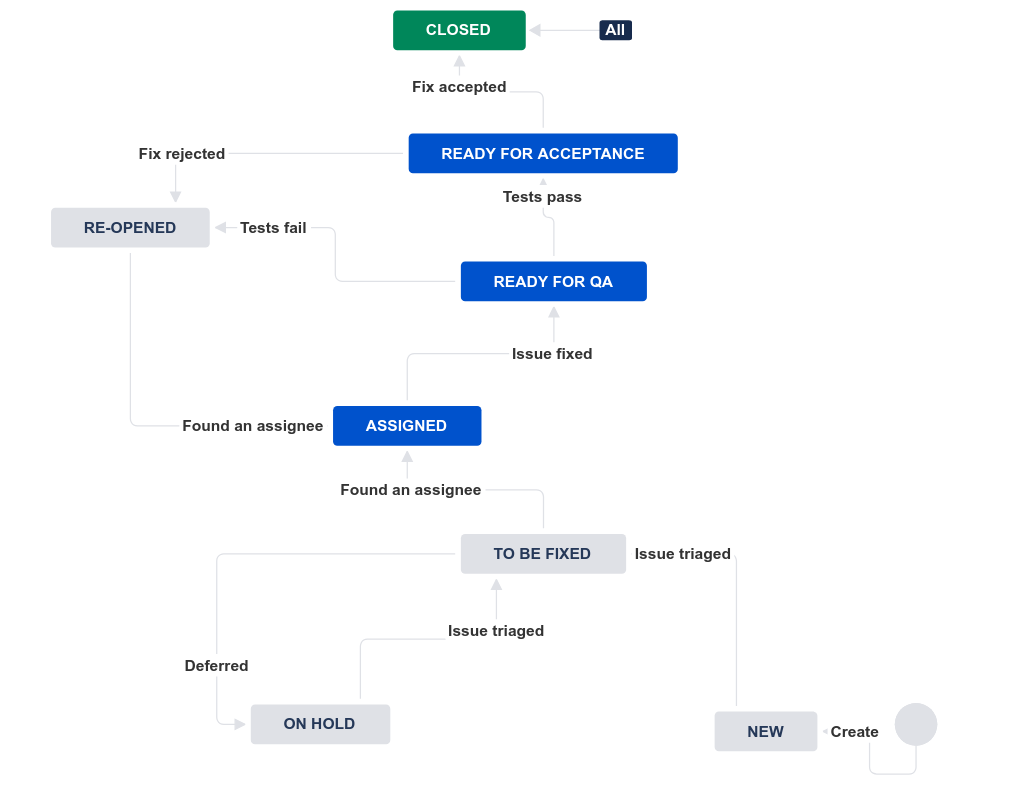 CLOSED
All
Fix accepted
Fix rejected
READY FOR ACCEPTANCE
Tests pass
RE-OPENED
Tests fail
READY FOR QA
Issue fixed
Found an assignee
ASSIGNED
Found an assignee
TO BE FIXED
Issue triaged
Issue triaged
Deferred
ON HOLD
NEW
Create